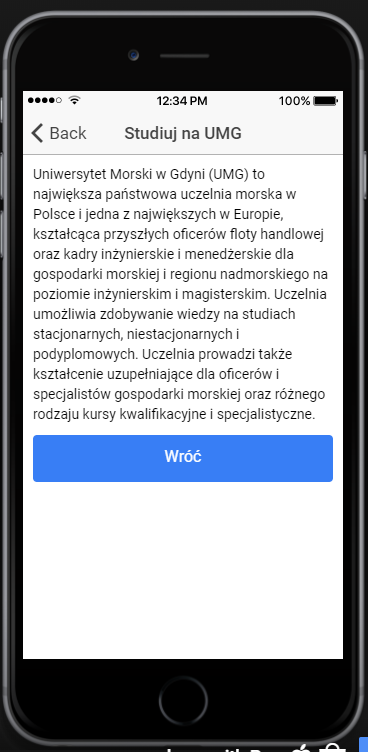 12:34 PM 100%
Back Studiuj na UMG
Uniwersytet Morski w Gdyni (UMG) to
największa państwowa uczelnia morska w
Polsce i jedna z największych w Europie,
kształcąca przyszłych oficerów floty handlowej
oraz kadry inżynierskie i menedżerskie dla
gospodarki morskiej i regionu nadmorskiego na
poziomie inżynierskim i magisterskim. Uczelnia
umożliwia zdobywanie wiedzy na studiach
stacjonarnych, niestacjonarnych i
podyplomowych. Uczelnia prowadzi także
kształcenie uzupełniające dla oficerów i
specjalistów gospodarki morskiej oraz różnego
rodzaju kursy kwalifikacyjne i specjalistyczne.
Wróć